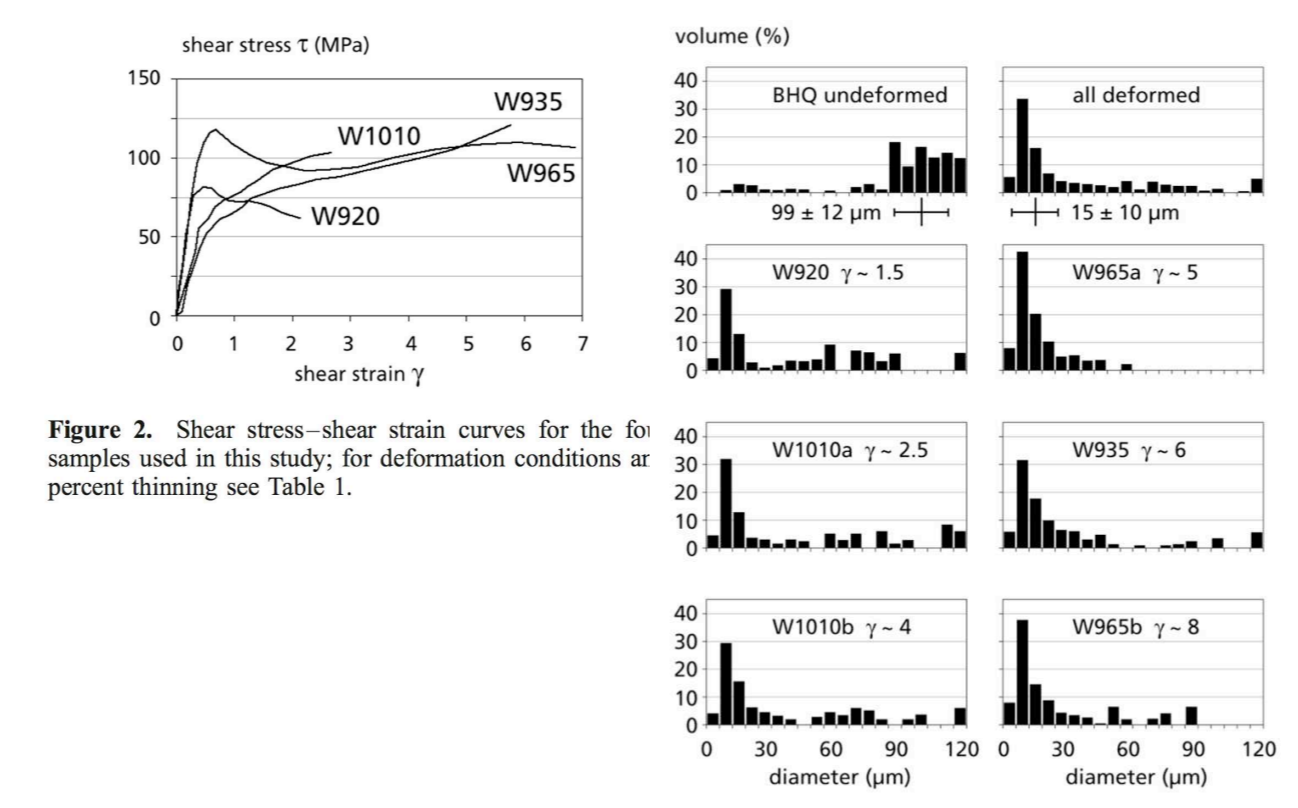 shear stress τ (MPa)
150
100
50
0
W935
W1010
W965
W920
0 1 2 3 4 5 6 7
shear strain γ
Figure 2. Shear stress–shear strain curves for the
samples used in this study; for deformation conditions
percent thinning see Table 1.
volume (%)
40
30
20
10
0
BHQ undeformed
99 ± 12 μm
all deformed
15 ± 10 μm
40
30
20
10
0
W920 γ ~ 1.5
W965a γ ~ 5
40
30
20
10
0
W1010a γ ~ 2.5
W935 γ ~ 6
40
30
20
10
0
W1010b γ ~ 4
W965b γ ~ 8
0 30 60 90 120
diameter (μm)
0 30 60 90 120
diameter (μm)